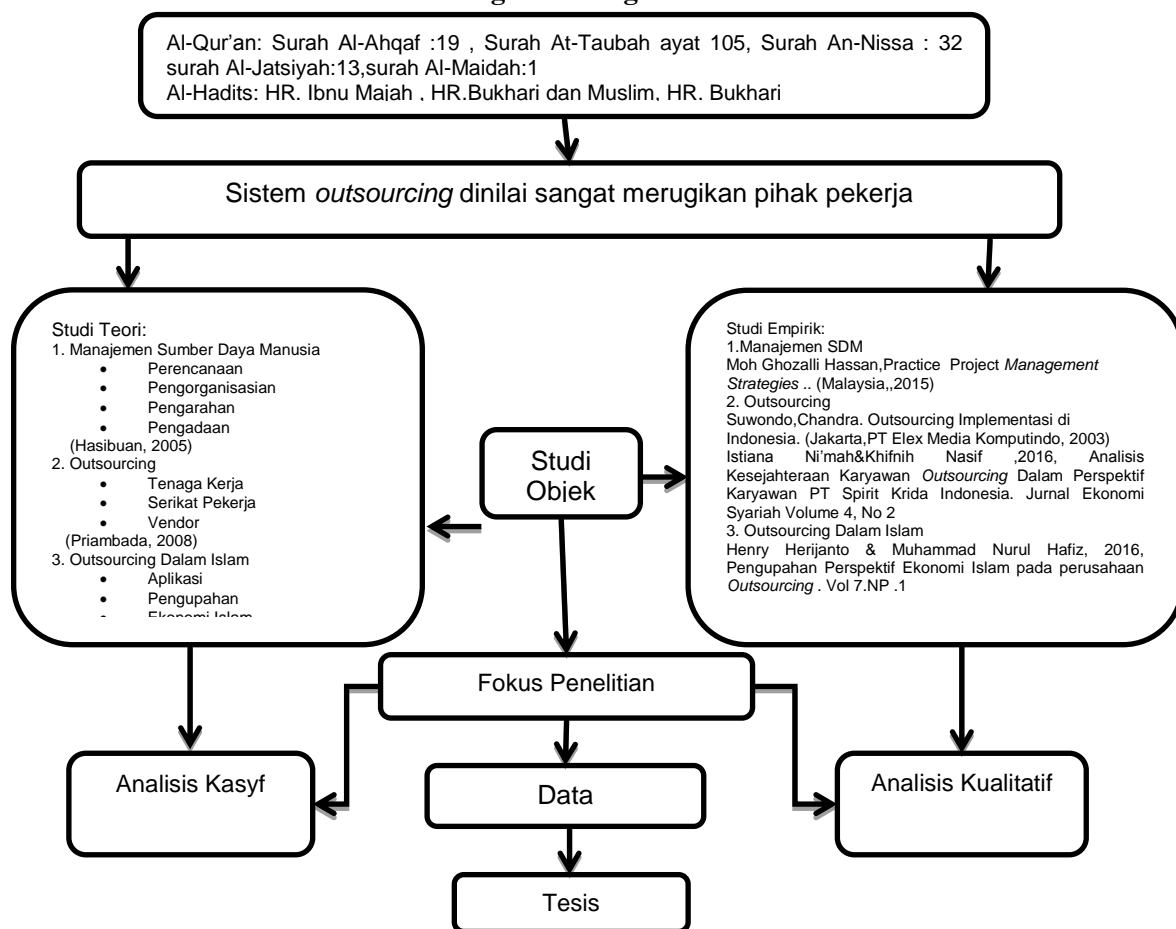 Al-Qur’an: Surah Al-Ahqaf :19 , Surah At-Taubah ayat 105, Surah An-Nissa : 32
surah Al-Jatsiyah:13,surah Al-Maidah:1
Al-Hadits: HR. Ibnu Majah , HR.Bukhari dan Muslim, HR. Bukhari
Sistem outsourcing dinilai sangat merugikan pihak pekerja
Studi Teori:
1. Manajemen Sumber Daya Manusia
• Perencanaan
• Pengorganisasian
• Pengarahan
• Pengadaan
(Hasibuan, 2005)
2. Outsourcing
• Tenaga Kerja
• Serikat Pekerja
• Vendor
(Priambada, 2008)
3. Outsourcing Dalam Islam
• Aplikasi
• Pengupahan
• Ekonomi Islam
Studi Objek
Studi Empirik:
1.Manajemen SDM
Moh Ghozalli Hassan,Practice Project Management
Strategies .. (Malaysia,,2015)
2. Outsourcing
Suwondo,Chandra. Outsourcing Implementasi di
Indonesia. (Jakarta,PT Elex Media Komputindo, 2003)
Istiana Ni’mah&Khifnih Nasif ,2016, Analisis
Kesejahteraan Karyawan Outsourcing Dalam Perspektif
Karyawan PT Spirit Krida Indonesia. Jurnal Ekonomi
Syariah Volume 4, No 2
3. Outsourcing Dalam Islam
Henry Herijanto & Muhammad Nurul Hafiz, 2016,
Pengupahan Perspektif Ekonomi Islam pada perusahaan
Outsourcing . Vol 7.NP .1
Fokus Penelitian
Analisis Kasyf
Data
Analisis Kualitatif
Tesis